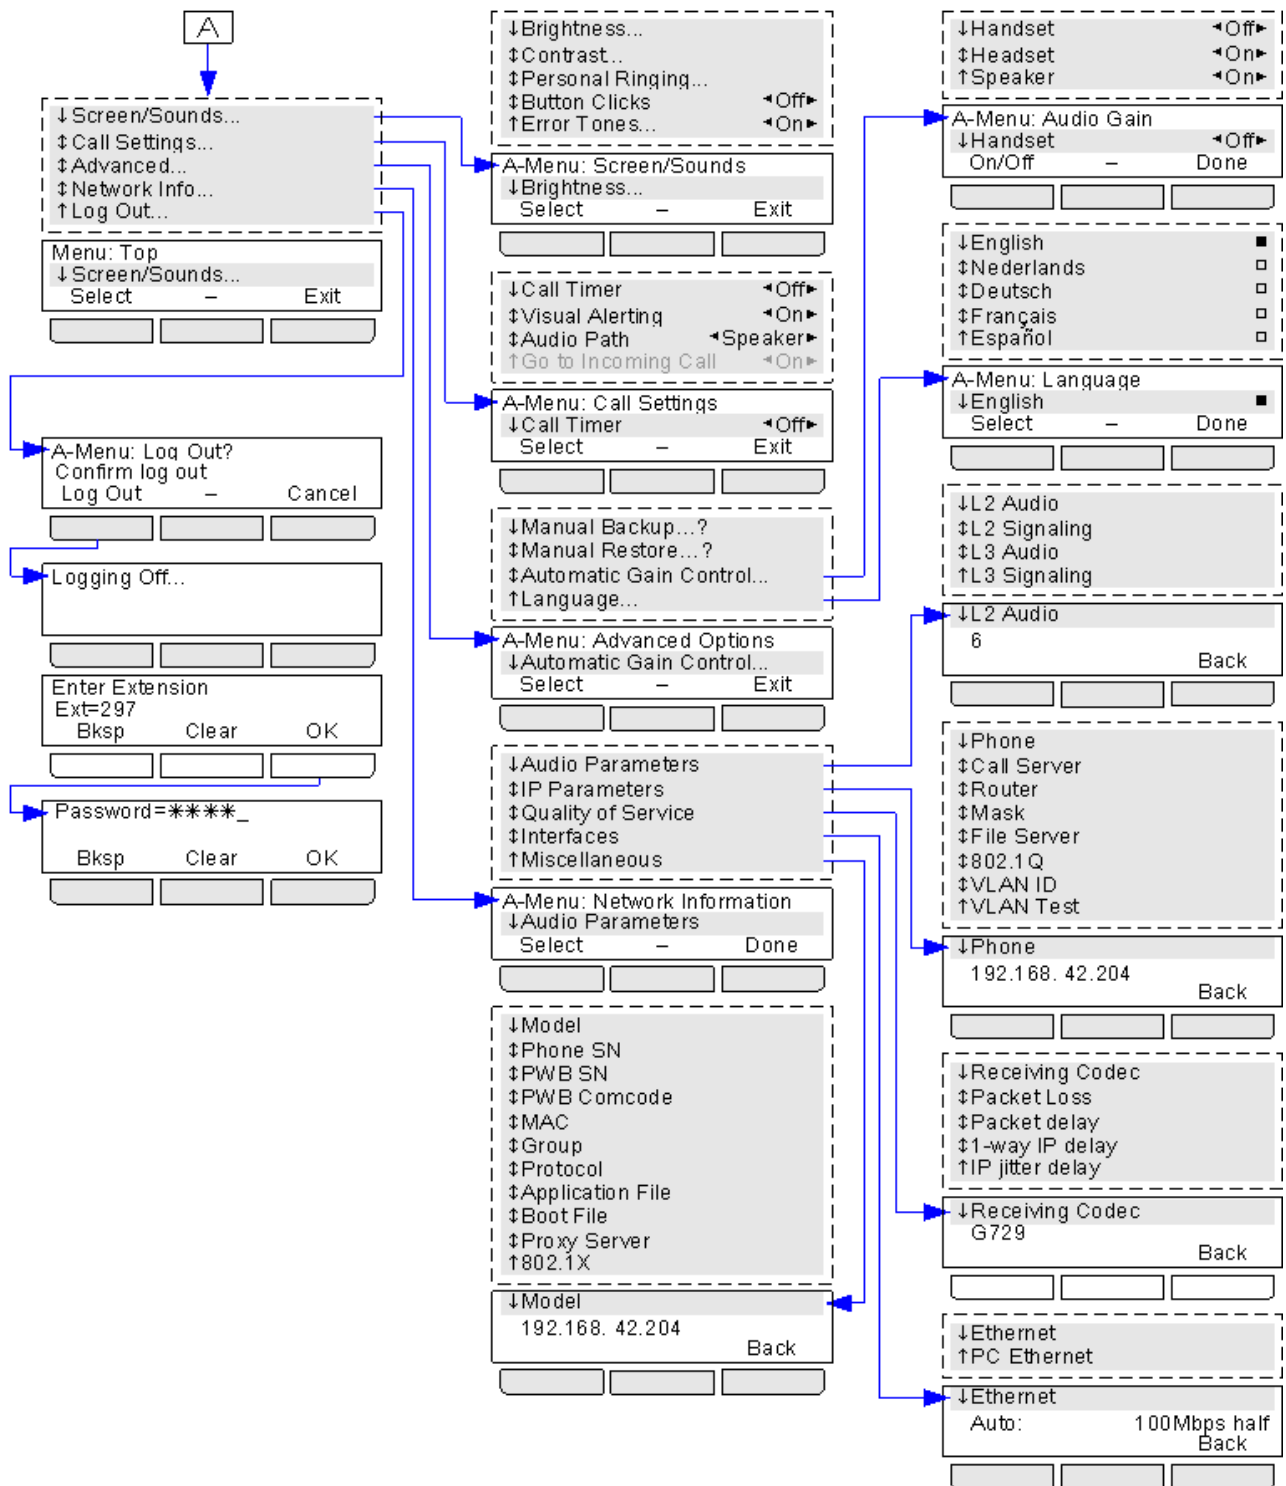 A
↓Screen/Sounds...
↕Call Settings...
↕Advanced...
↕Network Info...
↑Log Out...
Menu: Top
↓Screen/Sounds...
Select – Exit
A-Menu: Log Out?
Confirm log out
Log Out – Cancel
Logging Off...
Enter Extension
Ext=297
Bksp Clear OK
Password=****_
Bksp Clear OK
↓Brightness...
↕Contrast...
↕Personal Ringing...
↕Button Clicks ◄Off►
↑Error Tones... ◄On►
A-Menu: Screen/Sounds
↓Brightness...
Select – Exit
↓Call Timer ◄Off►
↕Visual Alerting ◄On►
↕Audio Path ◄Speaker►
↑Go to Incoming Call ◄On►
A-Menu: Call Settings
↓Call Timer ◄Off►
Select – Exit
↓Manual Backup...?
↕Manual Restore...?
↕Automatic Gain Control...
↑Language...
A-Menu: Advanced Options
↓Automatic Gain Control...
Select – Exit
↓Audio Parameters
↕IP Parameters
↕Quality of Service
↕Interfaces
↑Miscellaneous
A-Menu: Network Information
↓Audio Parameters
Select – Done
↓Model
↕Phone SN
↕PWB SN
↕PWB Comcode
↕MAC
↕Group
↕Protocol
↕Application File
↕Boot File
↕Proxy Server
↑802.1X
↓Model
192.168. 42.204
Back
↓Handset ◄Off►
↕Headset ◄On►
↑Speaker ◄On►
A-Menu: Audio Gain
↓Handset ◄Off►
On/Off – Done
↓English ■
↕Nederlands □
↕Deutsch □
↕Français □
↑Español □
A-Menu: Language
↓English ■
Select – Done
↓L2 Audio
↕L2 Signaling
↕L3 Audio
↑L3 Signaling
↓L2 Audio
6
Back
↓Phone
↕Call Server
↕Router
↕Mask
↕File Server
↕802.1Q
↕VLAN ID
↑VLAN Test
↓Phone
192.168. 42.204
Back
↓Receiving Codec
↕Packet Loss
↕Packet delay
↕1-way IP delay
↑IP jitter delay
↓Receiving Codec
G729
Back
↓Ethernet
↑PC Ethernet
↓Ethernet
Auto: 100Mbps half
Back